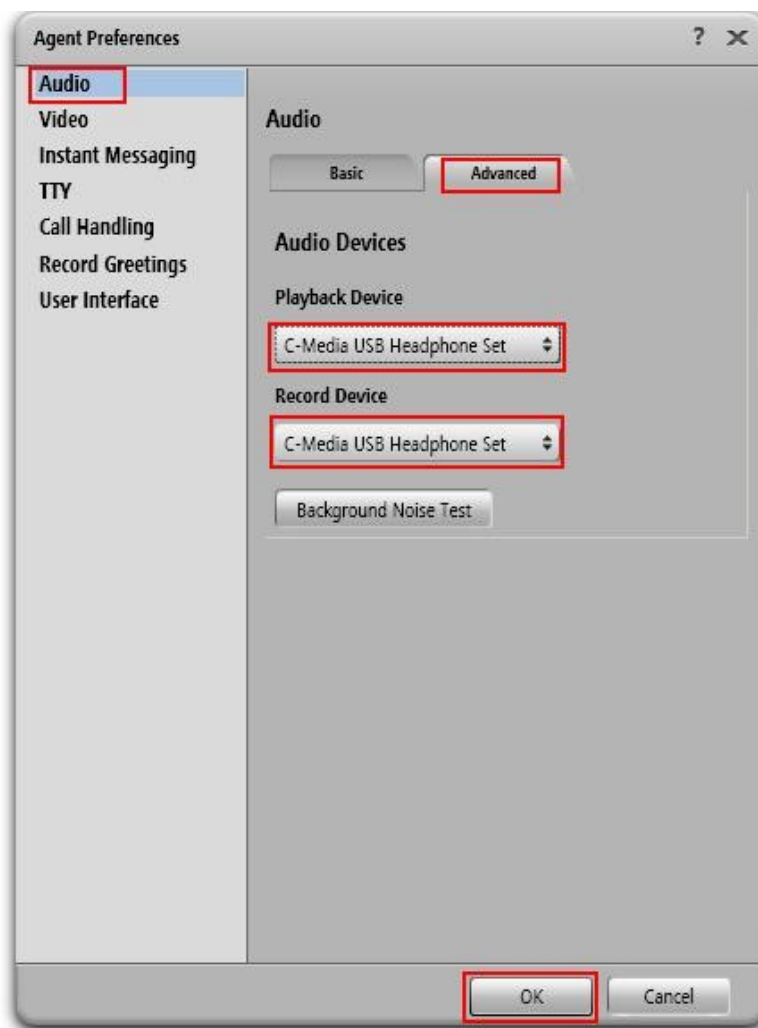 Agent Preferences ?
Audio
Video
Instant Messaging
TTY
Call Handling
Record Greetings
User Interface
Audio
Basic Advanced
Audio Devices
Playback Device
C-Media USB Headphone Set
Record Device
C-Media USB Headphone Set
Background Noise Test
OK Cancel